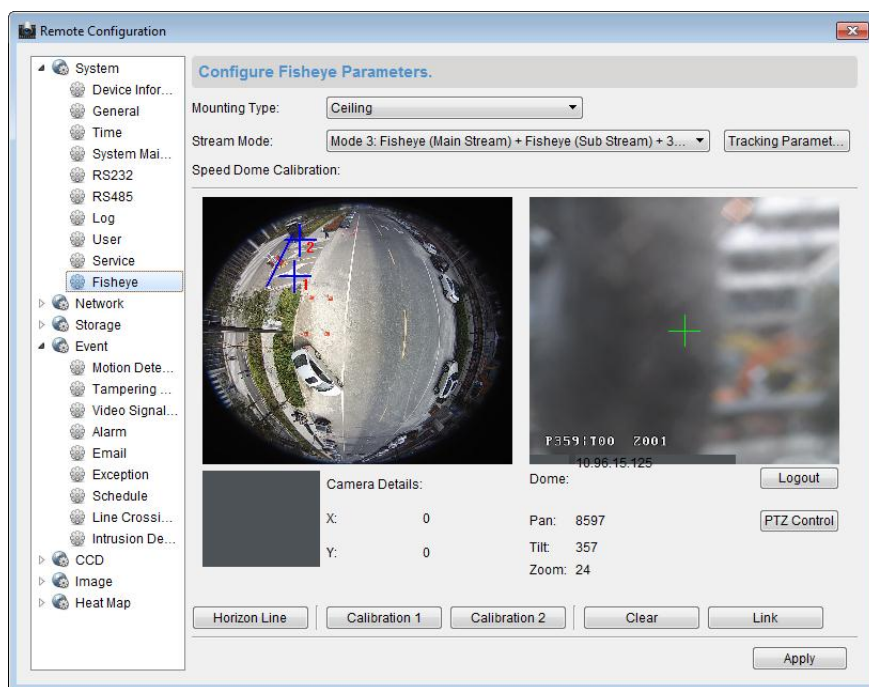 Remote Configuration
System
Device Infor...
General
Time
System Mai...
RS232
RS485
Log
User
Service
Fisheye
Network
Storage
Event
Motion Dete...
Tampering ...
Video Signal...
Alarm
Email
Exception
Schedule
Line Crossi...
Intrusion De...
CCD
Image
Heat Map
Configure Fisheye Parameters.
Mounting Type: Ceiling
Stream Mode: Mode 3: Fisheye (Main Stream) + Fisheye (Sub Stream) + 3... Tracking Paramet...
Speed Dome Calibration:
2
1
P359|T00 Z001
10.96.15.125
Camera Details:
X: 0
Y: 0
Dome: Logout
Pan: 8597 PTZ Control
Tilt: 357
Zoom: 24
Horizon Line Calibration 1 Calibration 2 Clear Link
Apply